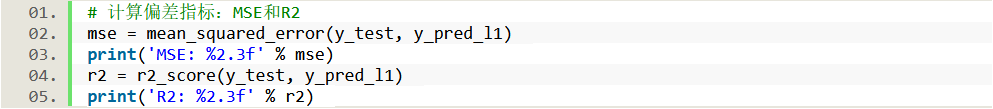 01. # 计算偏差指标：MSE和R2
02. mse = mean_squared_error(y_test, y_pred_l1)
03. print('MSE: %2.3f' % mse)
04. r2 = r2_score(y_test, y_pred_l1)
05. print('R2: %2.3f' % r2)